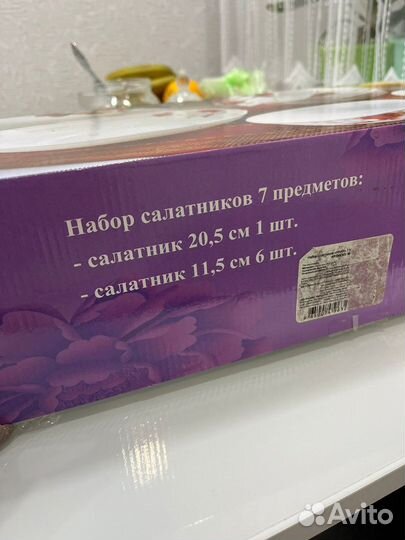 Набор салатников 7 предметов:
- салатник 20,5 см 1 шт.
- салатник 11,5 см 6 шт.
Avito